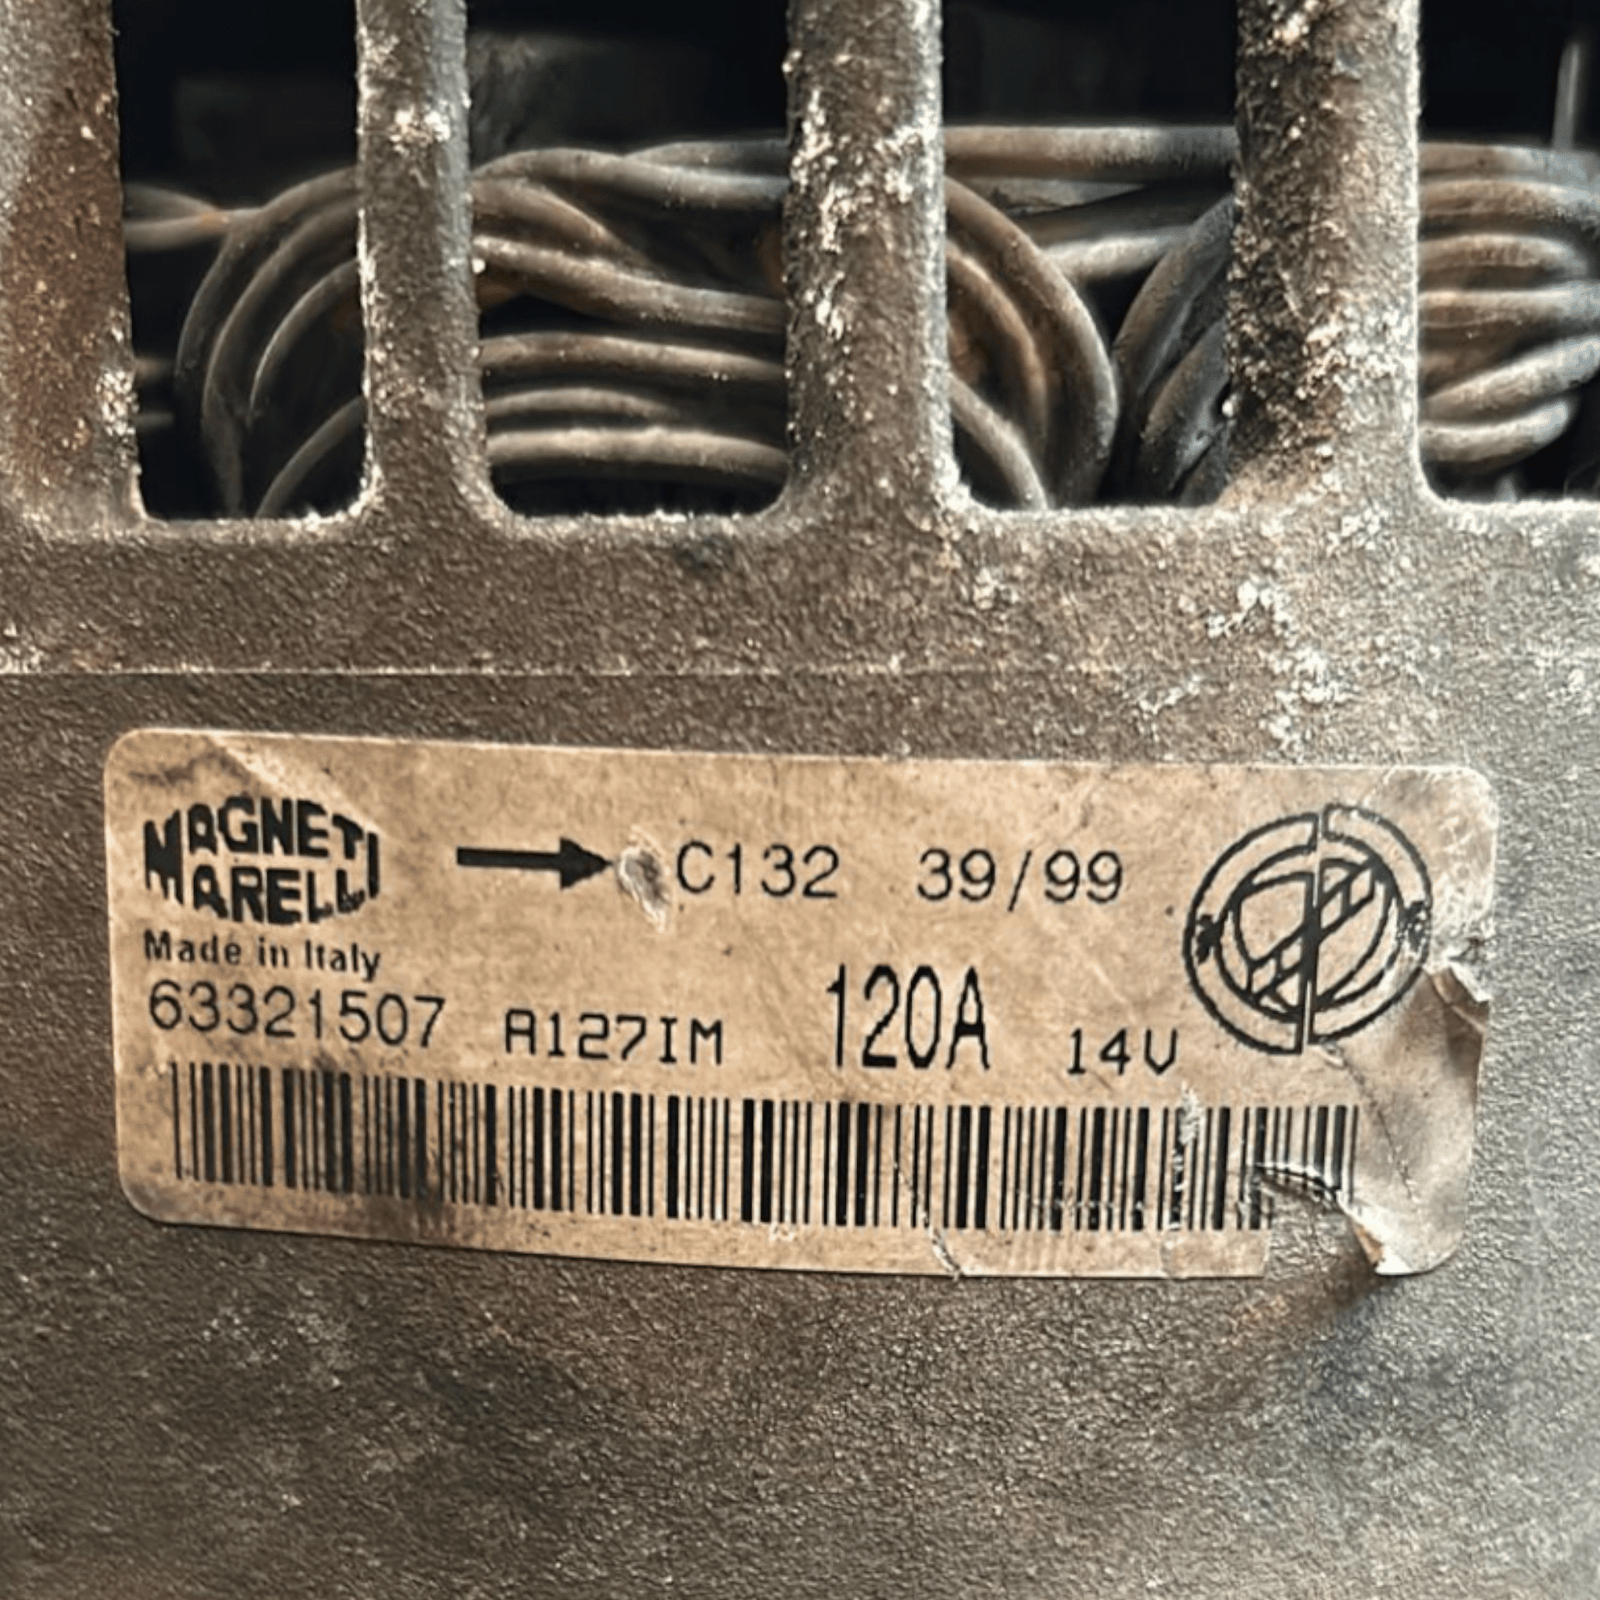 MAGNETI
MARELLI
→ C132 39/99
Made in Italy
63321507 A127IM 120A 14V